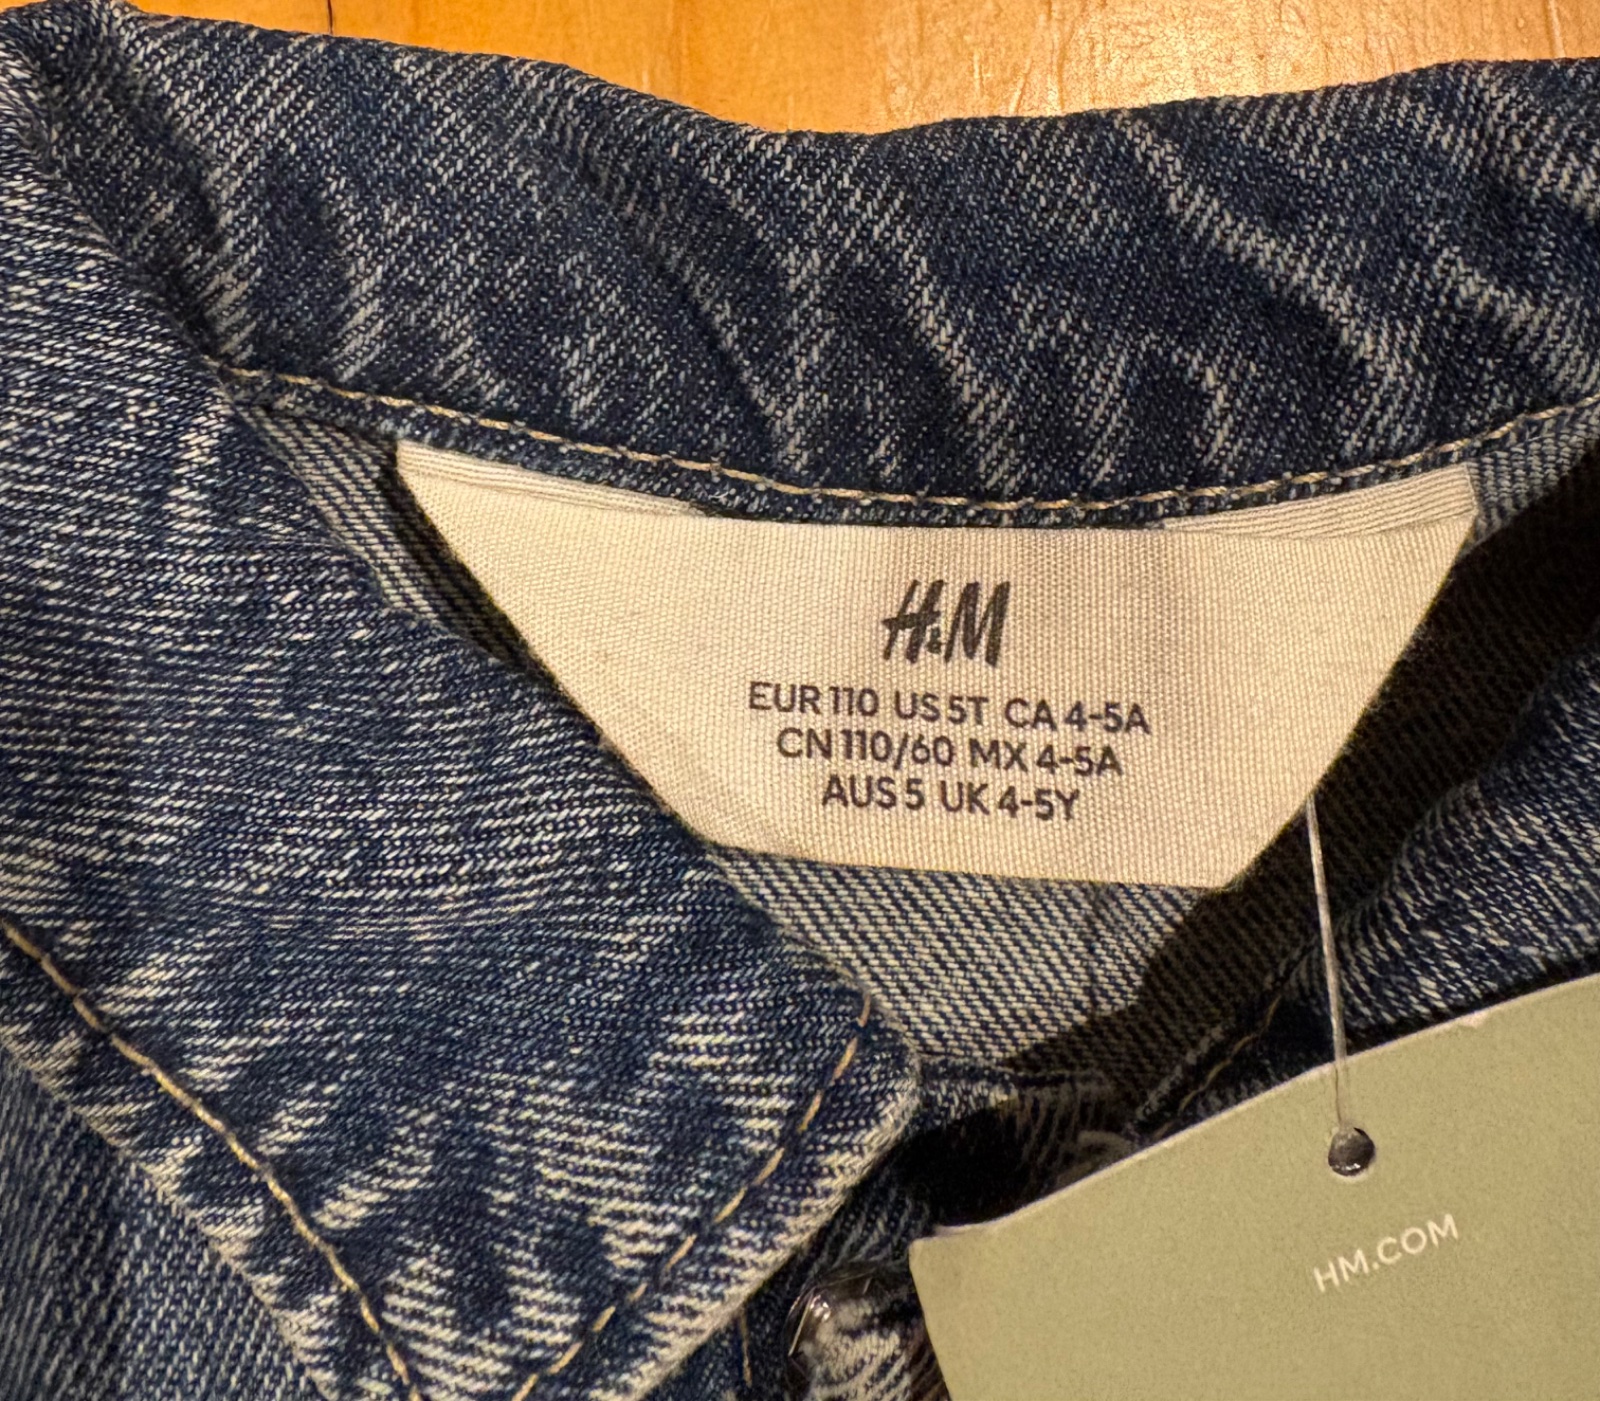 H&M
EUR 110 US 5T CA 4-5A
CN 110/60 MX 4-5A
AUS 5 UK 4-5Y
HM.COM